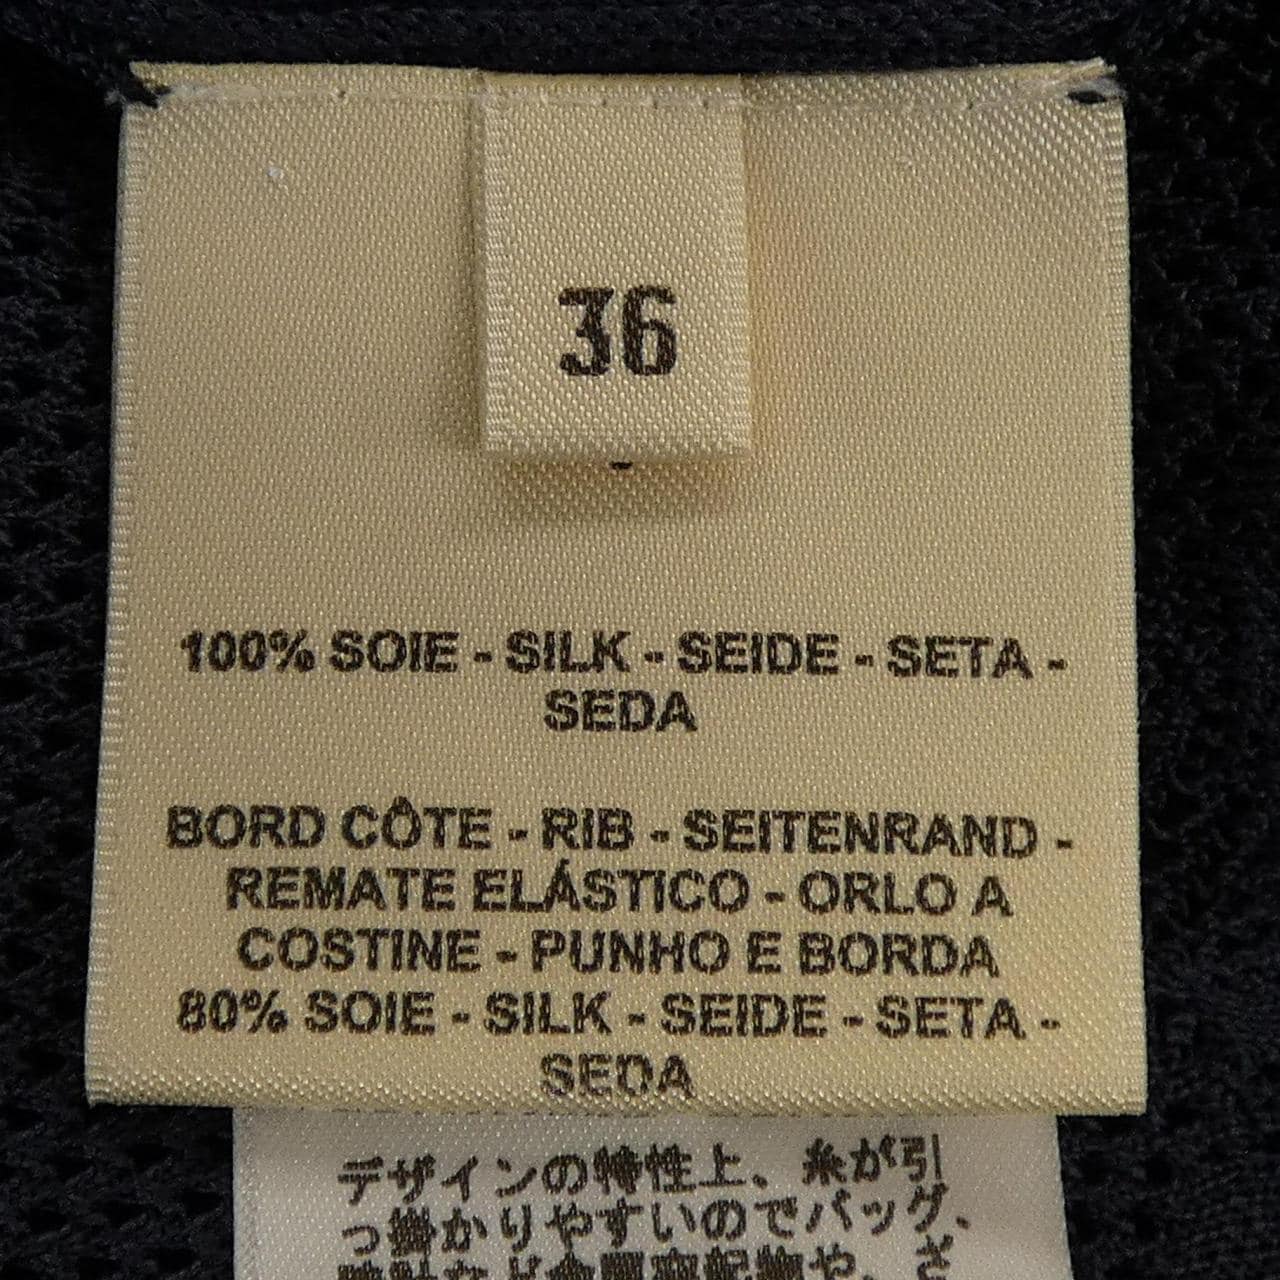 36
100% SOIE - SILK - SEIDE - SETA -
SEDA
BORD CÔTE - RIB - SEITENRAND -
REMATE ELÁSTICO - ORLO A
COSTINE - PUNHO E BORDA
80% SOIE - SILK - SEIDE - SETA -
SEDA
デザインの特性上、糸が引
っ掛かりやすいのでバッグ、